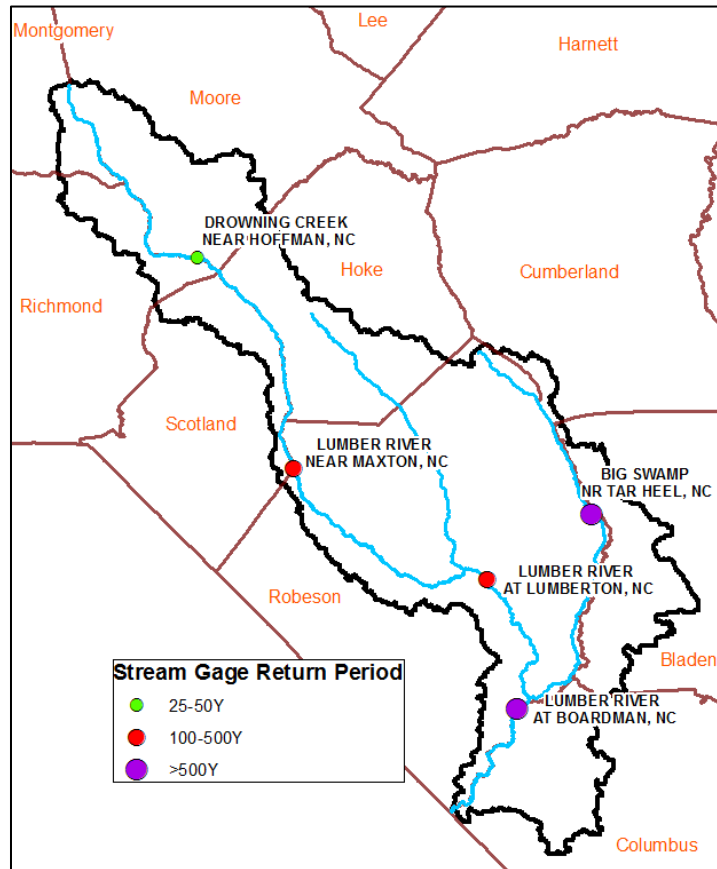 Montgomery
Lee
Harnett
Moore
DROWNING CREEK
NEAR HOFFMAN, NC
Hoke
Cumberland
Richmond
Scotland
LUMBER RIVER
NEAR MAXTON, NC
BIG SWAMP
NR TAR HEEL, NC
LUMBER RIVER
AT LUMBERTON, NC
Robeson
Bladen
Stream Gage Return Period
25-50Y
100-500Y
>500Y
LUMBER RIVER
AT BOARDMAN, NC
Columbus